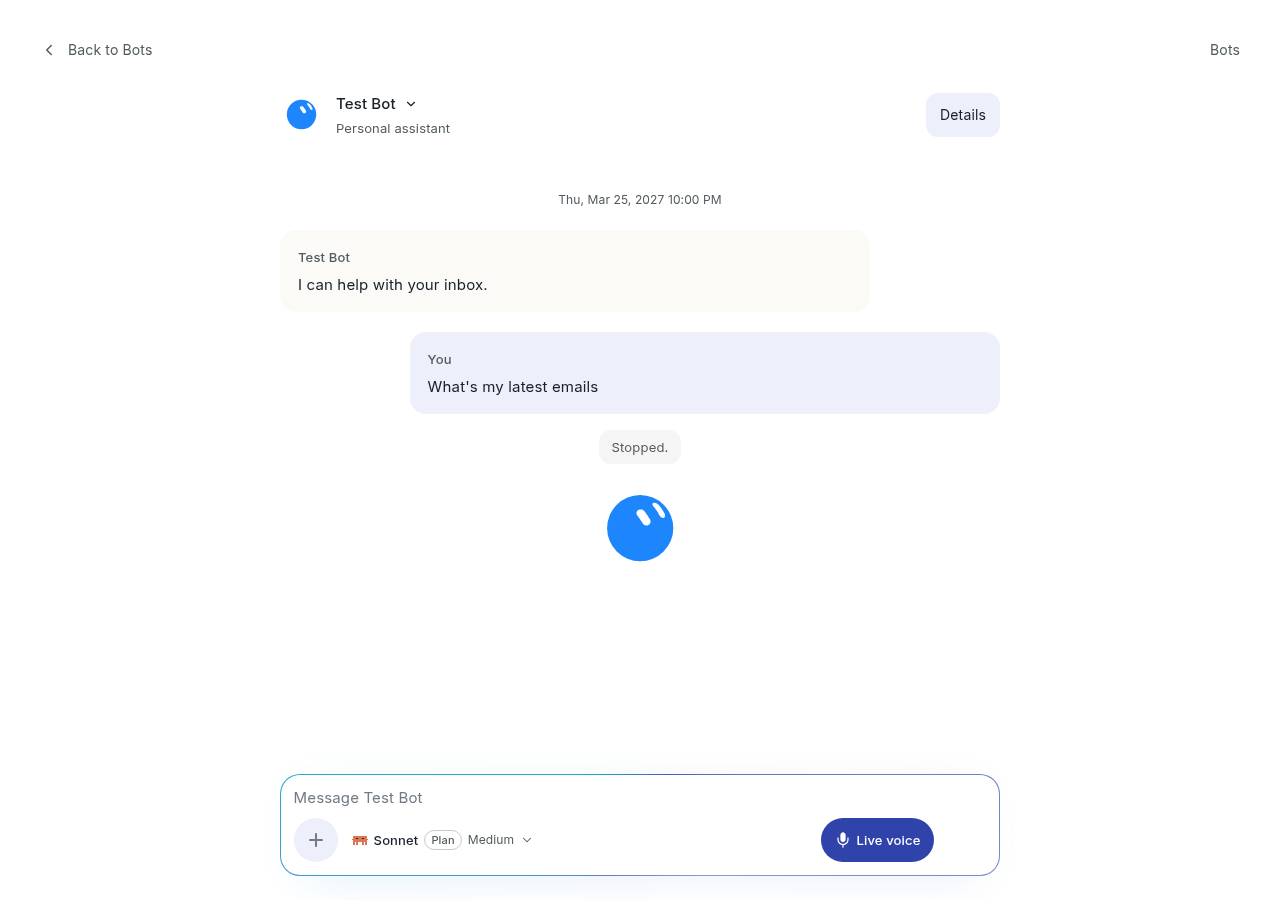 Back to Bots
Bots
Test Bot
Personal assistant
Details
Thu, Mar 25, 2027 10:00 PM
Test Bot
I can help with your inbox.
You
What's my latest emails
Stopped.
Message Test Bot
Sonnet Plan Medium
Live voice